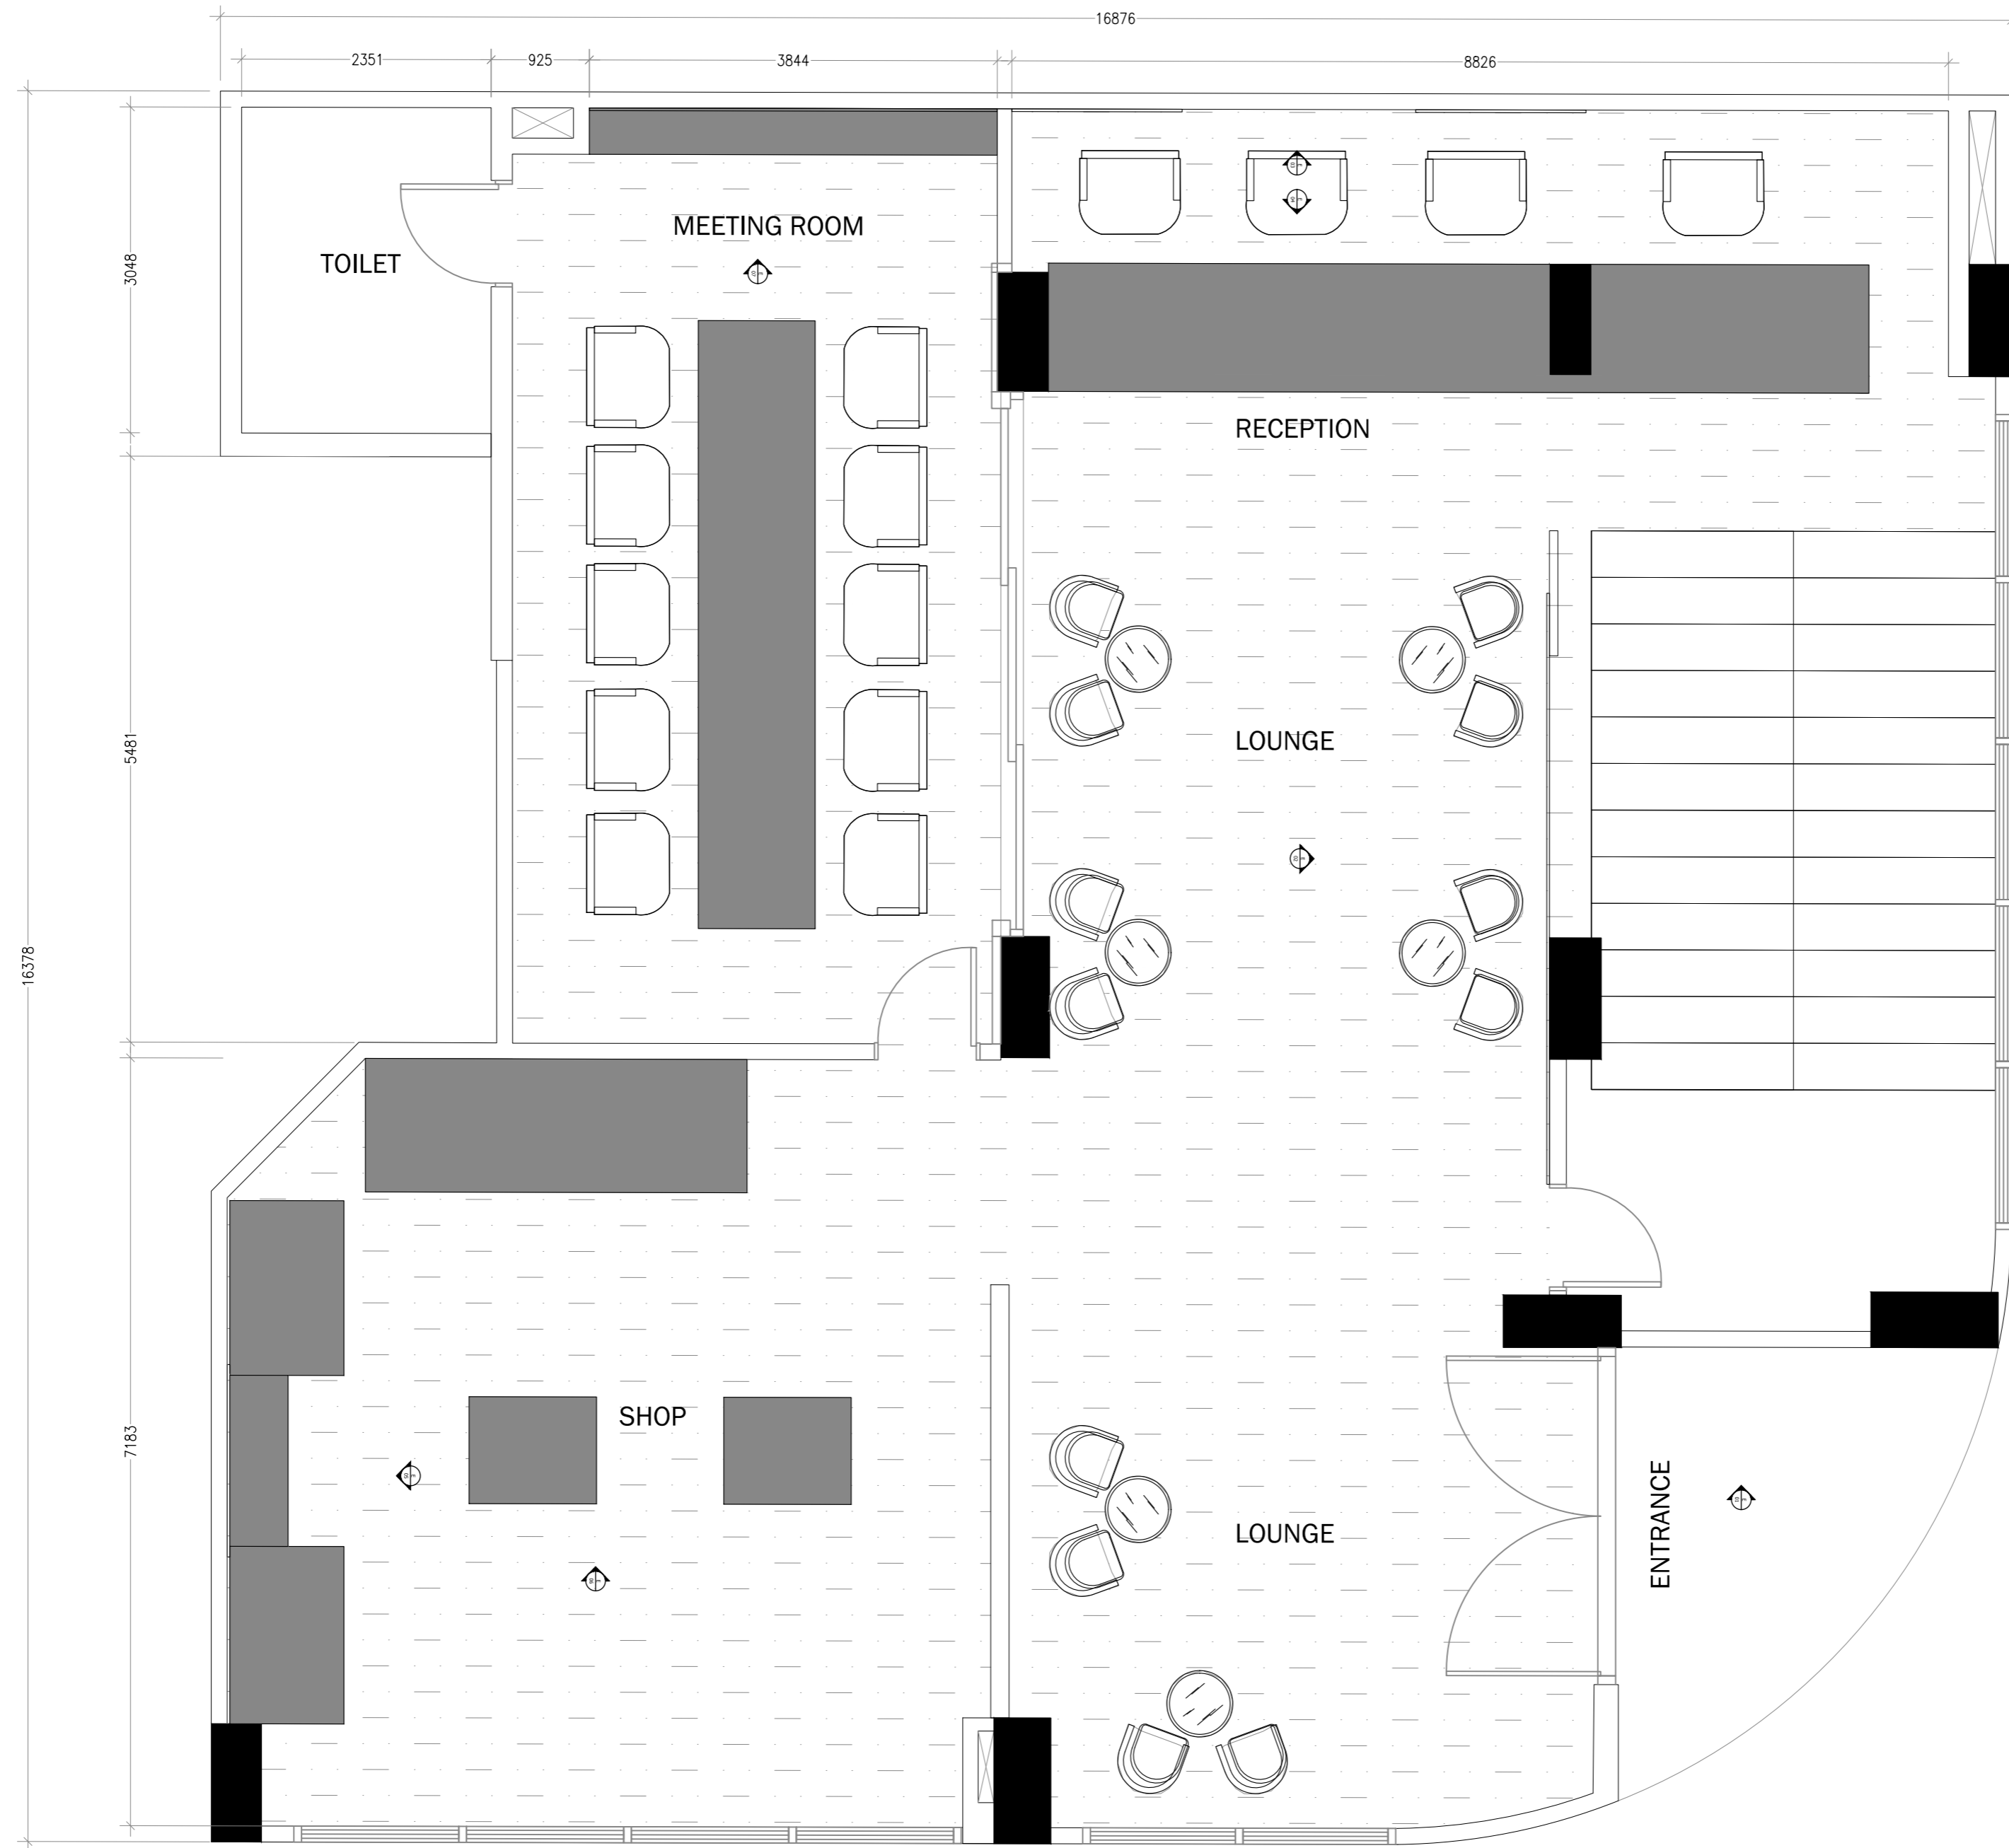 16876
2351
925
3844
8826
MEETING ROOM
TOILET
3048
RECEPTION
LOUNGE
5481
16378
SHOP
7183
LOUNGE
ENTRANCE